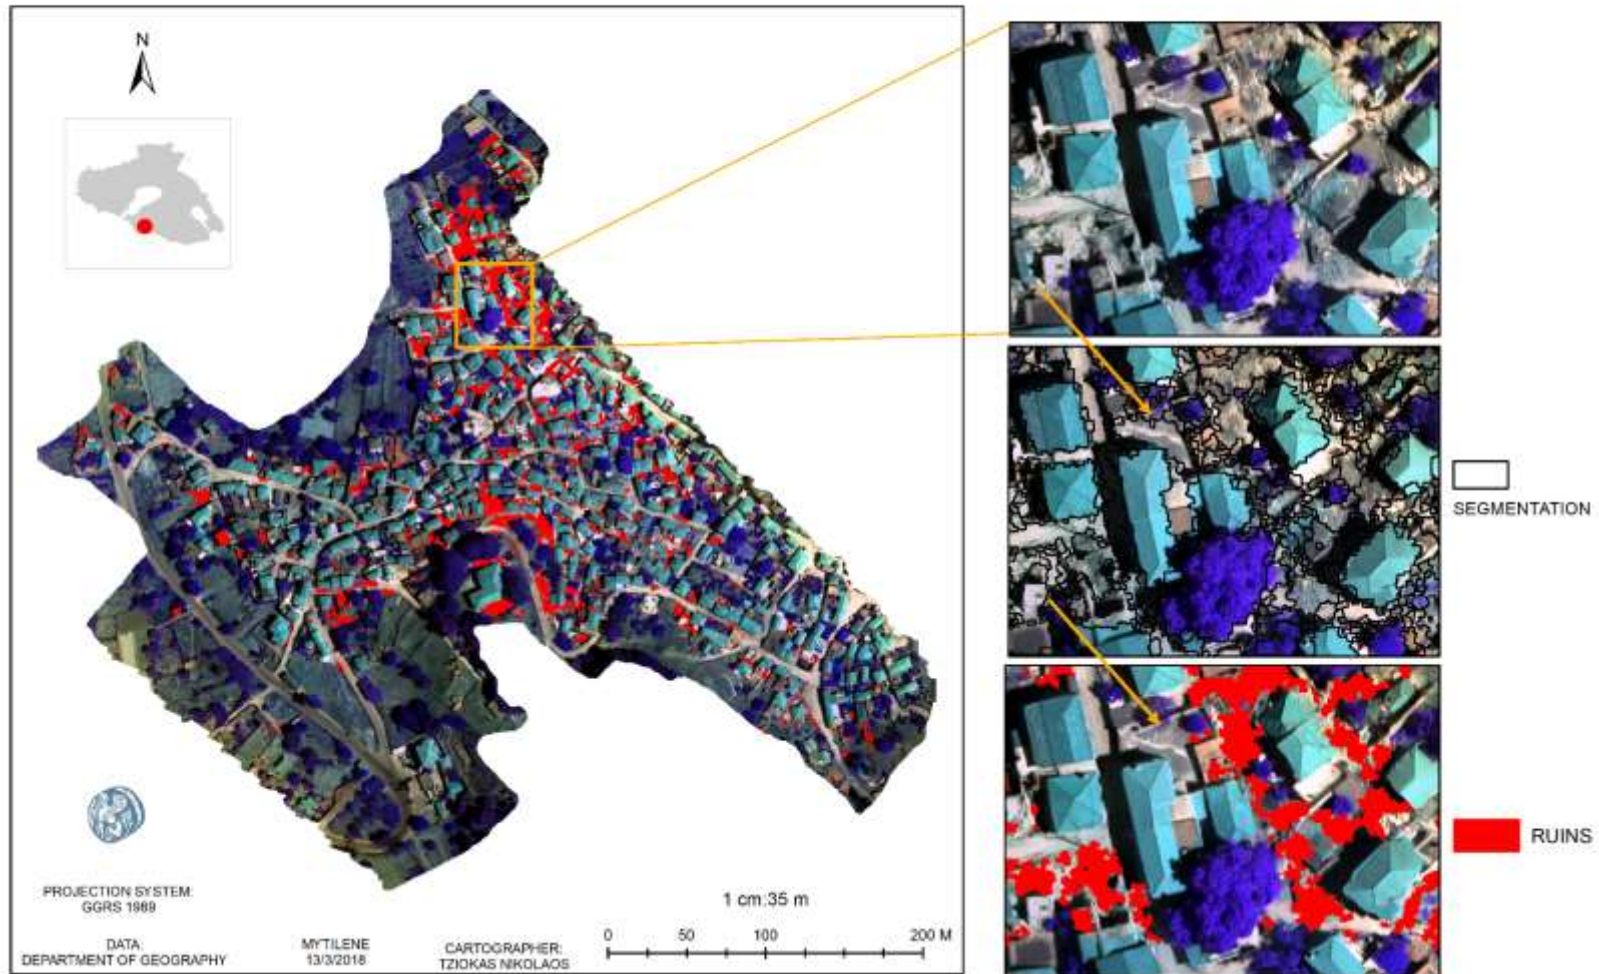 N
PROJECTION SYSTEM:
GGRS 1989
DATA:
DEPARTMENT OF GEOGRAPHY
MYTILENE
13/3/2018
CARTOGRAPHER:
TZIOKAS NIKOLAOS
1 cm:35 m
0 50 100 200 M
SEGMENTATION
RUINS